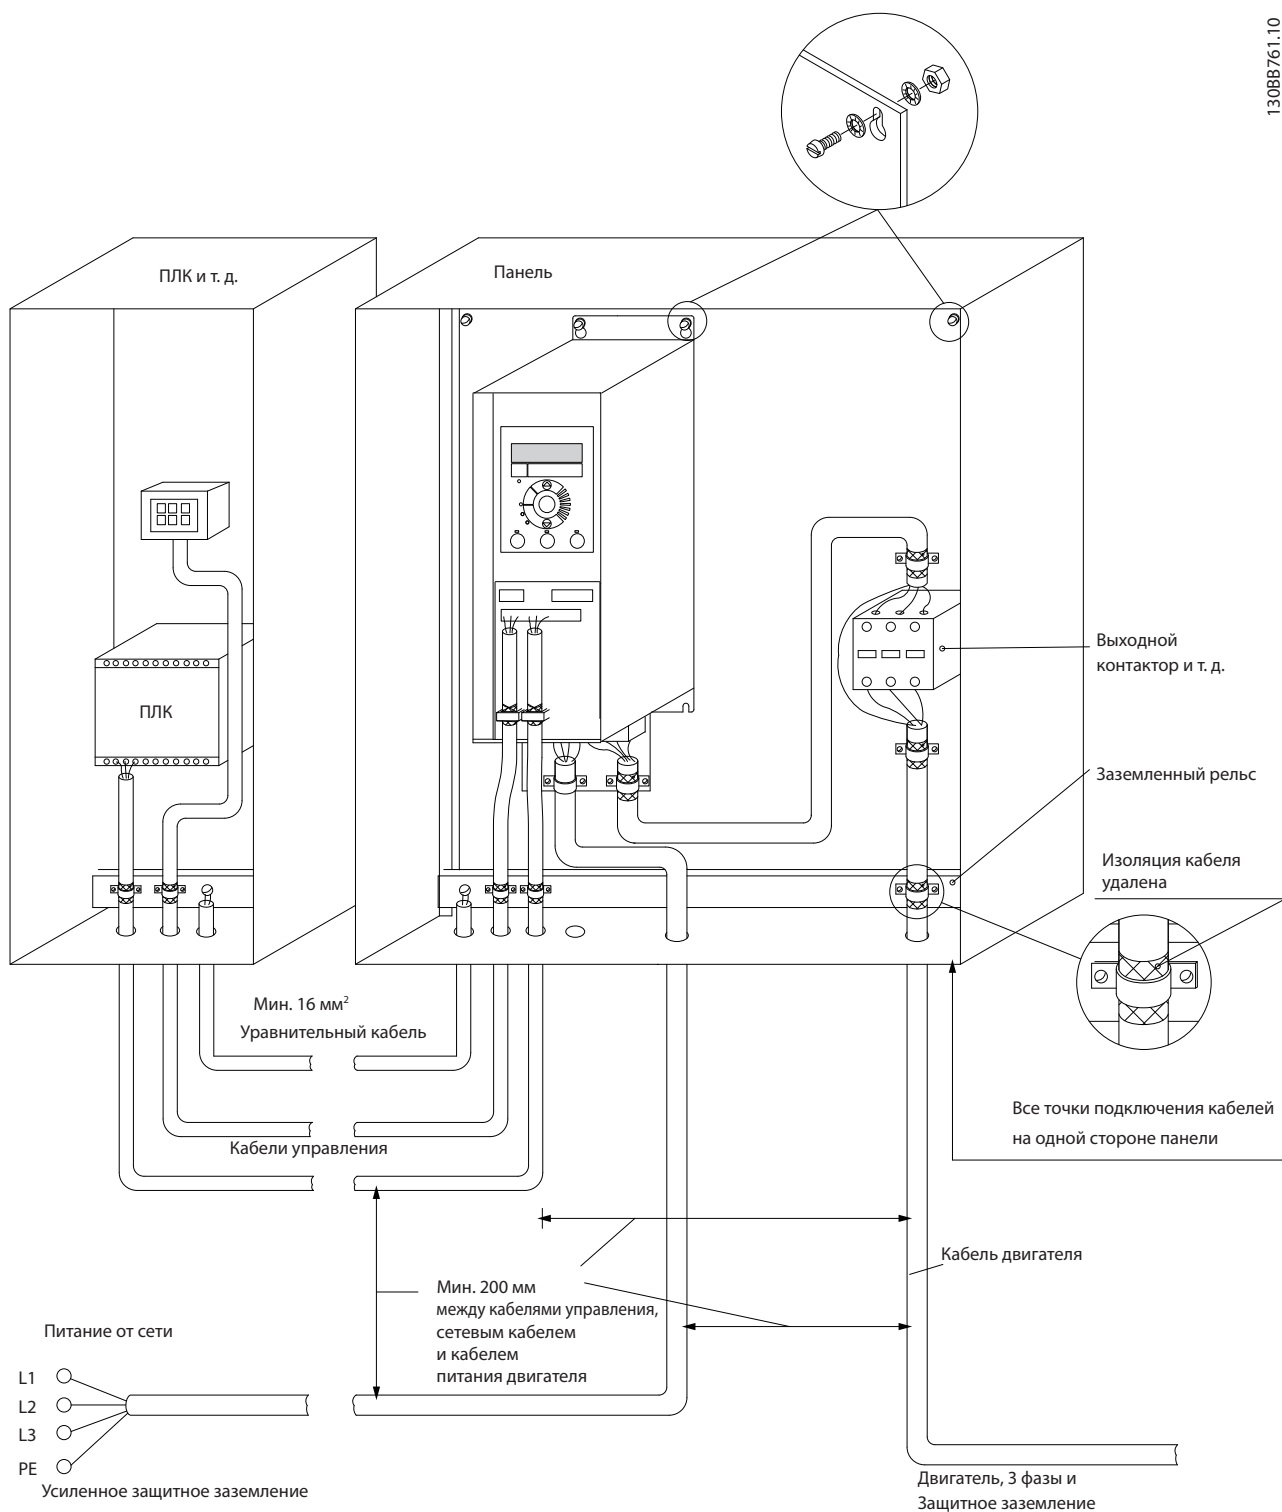 130BB761.10
ПЛК и т. д.
Панель
ПЛК
Выходной
контактор и т. д.
Заземленный рельс
Изоляция кабеля
удалена
Мин. 16 мм²
Уравнительный кабель
Все точки подключения кабелей
на одной стороне панели
Кабели управления
Кабель двигателя
Мин. 200 мм
между кабелями управления,
сетевым кабелем
и кабелем
питания двигателя
Питание от сети
L1
L2
L3
PE
Усиленное защитное заземление
Двигатель, 3 фазы и
Защитное заземление